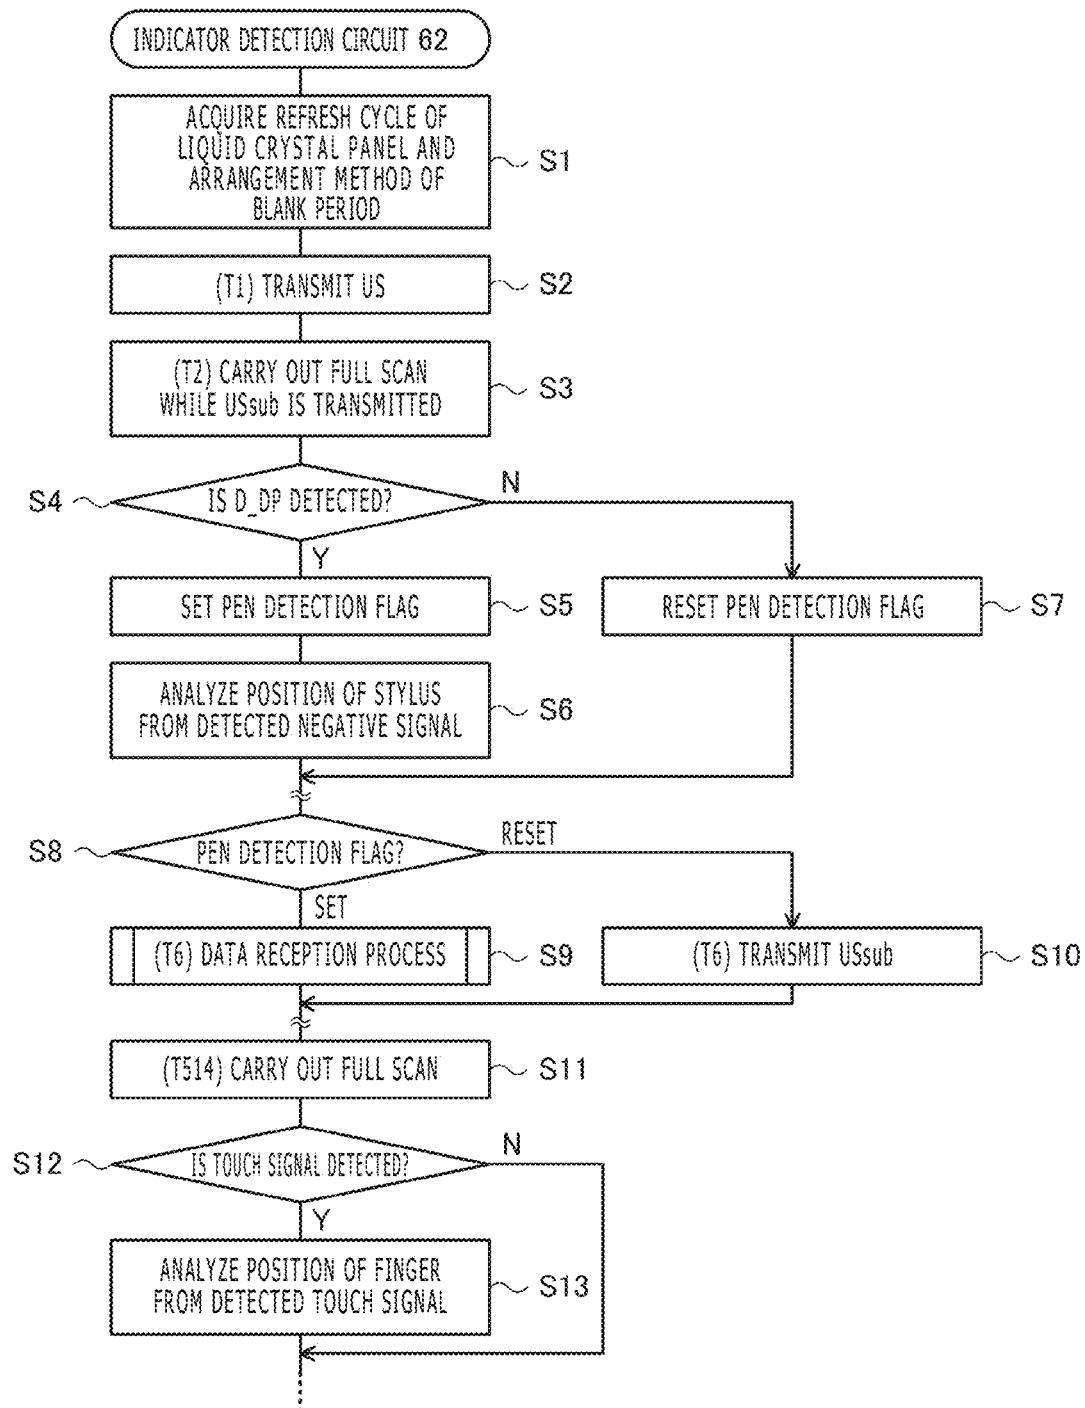 INDICATOR DETECTION CIRCUIT 62
ACQUIRE REFRESH CYCLE OF
LIQUID CRYSTAL PANEL AND
ARRANGEMENT METHOD OF
BLANK PERIOD
S1
(T1) TRANSMIT US
S2
(T2) CARRY OUT FULL SCAN
WHILE USsub IS TRANSMITTED
S3
S4
IS D_DP DETECTED?
N
Y
SET PEN DETECTION FLAG
S5
RESET PEN DETECTION FLAG
S7
ANALYZE POSITION OF STYLUS
FROM DETECTED NEGATIVE SIGNAL
S6
S8
PEN DETECTION FLAG?
RESET
SET
(T6) DATA RECEPTION PROCESS
S9
(T6) TRANSMIT USsub
S10
(T514) CARRY OUT FULL SCAN
S11
S12
IS TOUCH SIGNAL DETECTED?
N
Y
ANALYZE POSITION OF FINGER
FROM DETECTED TOUCH SIGNAL
S13